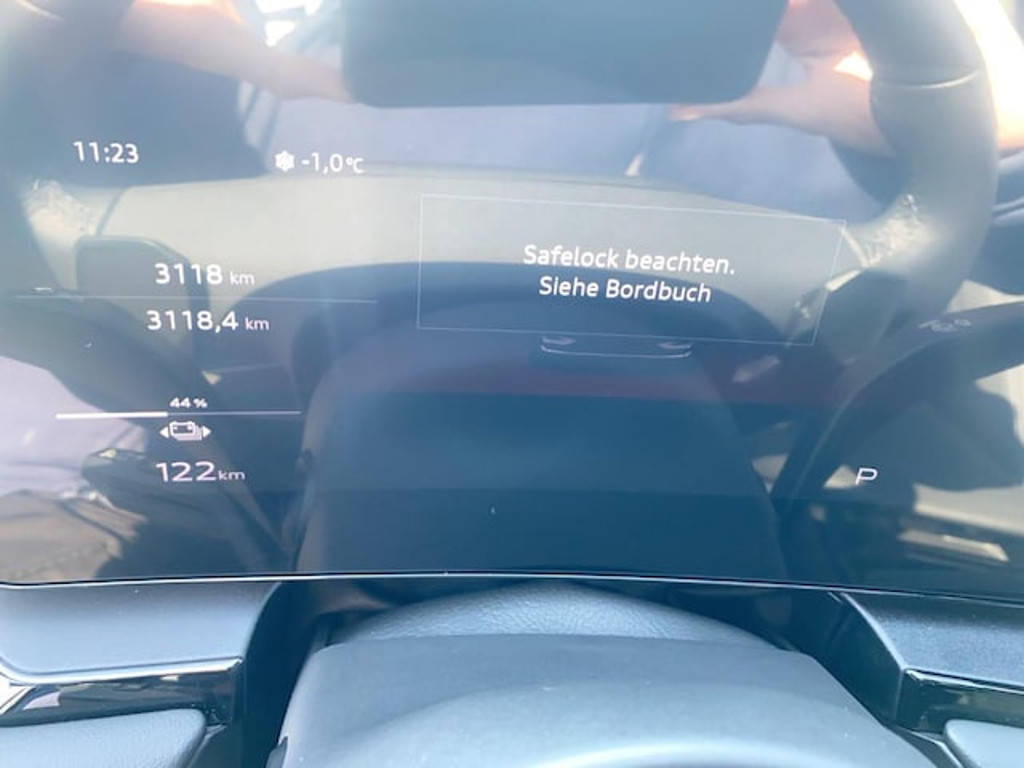 11:23
-1,0°C
Safelock beachten.
Siehe Bordbuch
3118 km
3118,4 km
44%
122km
P